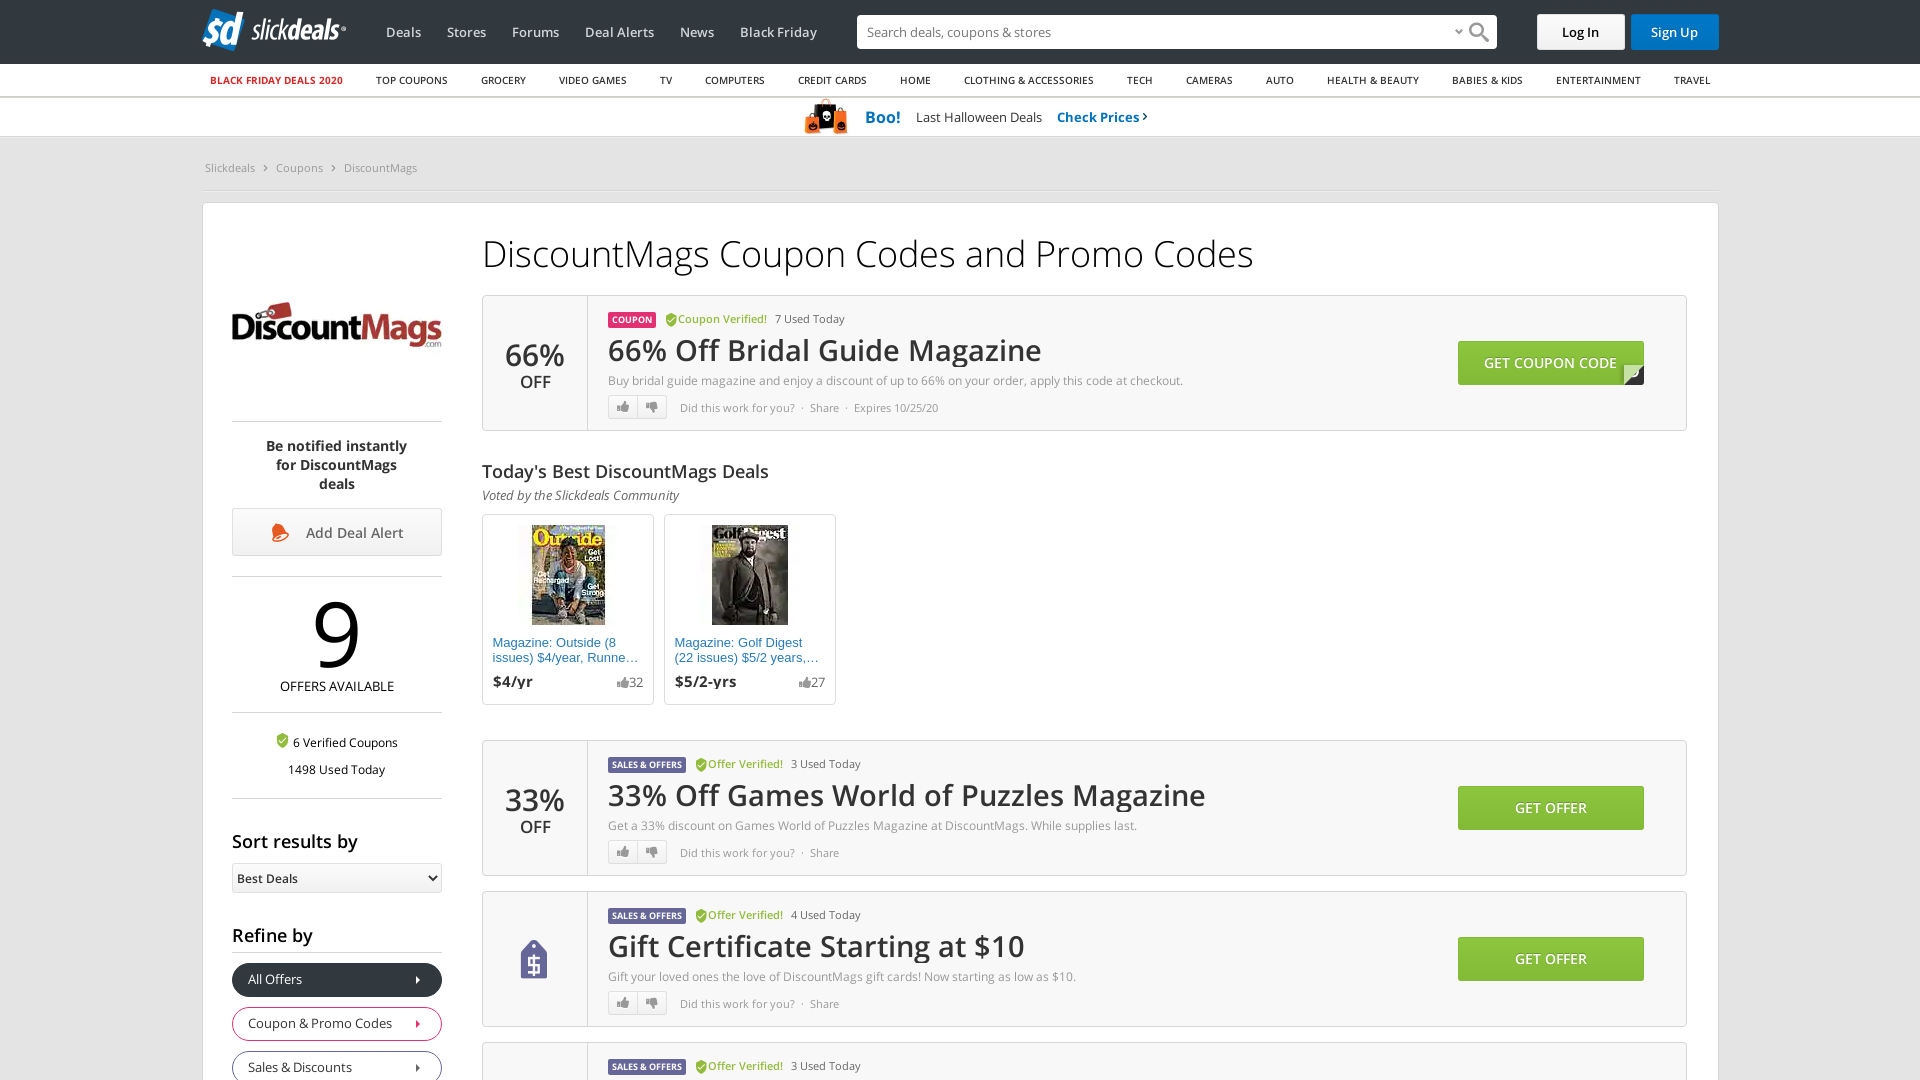 sd slickdeals
Deals Stores Forums Deal Alerts News Black Friday
Search deals, coupons & stores
Log In
Sign Up
BLACK FRIDAY DEALS 2020 TOP COUPONS GROCERY VIDEO GAMES TV COMPUTERS CREDIT CARDS HOME CLOTHING & ACCESSORIES TECH CAMERAS AUTO HEALTH & BEAUTY BABIES & KIDS ENTERTAINMENT TRAVEL
Boo! Last Halloween Deals Check Prices
Slickdeals Coupons DiscountMags
DiscountMags.com
Be notified instantly
for DiscountMags
deals
Add Deal Alert
9
OFFERS AVAILABLE
6 Verified Coupons
1498 Used Today
Sort results by
Best Deals
Refine by
All Offers
Coupon & Promo Codes
Sales & Discounts
DiscountMags Coupon Codes and Promo Codes
66%
OFF
COUPON Coupon Verified! 7 Used Today
66% Off Bridal Guide Magazine
Buy bridal guide magazine and enjoy a discount of up to 66% on your order, apply this code at checkout.
Did this work for you? · Share · Expires 10/25/20
GET COUPON CODE
Today's Best DiscountMags Deals
Voted by the Slickdeals Community
Outside
Get
Lost!
Get
Recharged
Get
Strong
Magazine: Outside (8
issues) $4/year, Runne...
$4/yr 32
Golf Digest
Magazine: Golf Digest
(22 issues) $5/2 years,...
$5/2-yrs 27
33%
OFF
SALES & OFFERS Offer Verified! 3 Used Today
33% Off Games World of Puzzles Magazine
Get a 33% discount on Games World of Puzzles Magazine at DiscountMags. While supplies last.
Did this work for you? · Share
GET OFFER
$
SALES & OFFERS Offer Verified! 4 Used Today
Gift Certificate Starting at $10
Gift your loved ones the love of DiscountMags gift cards! Now starting as low as $10.
Did this work for you? · Share
GET OFFER
SALES & OFFERS Offer Verified! 3 Used Today